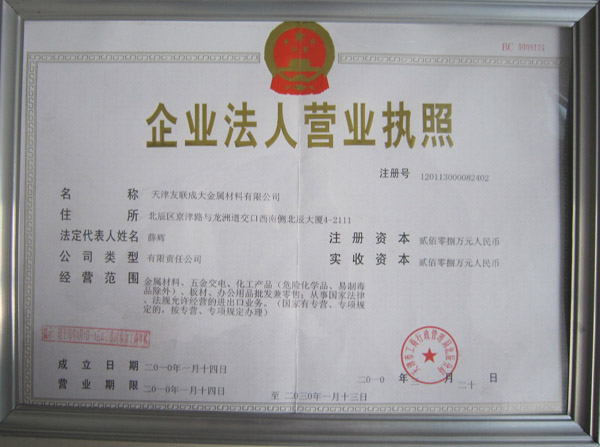 企业法人营业执照
注册号 120113000082402
名称 天津友联成大金属材料有限公司
住所 北辰区京津路与龙洲道交口西南侧北辰大厦4-2111
法定代表人姓名 薛辉 注册资本 贰佰零捌万元人民币
公司类型 有限责任公司 实收资本 贰佰零捌万元人民币
经营范围 金属材料、五金交电、化工产品（危险化学品、易制毒
品除外）、板材、办公用品批发兼零售；从事国家法律
、法规允许经营的进出口业务。（国家有专营、专项规
定的，按专营、专项规定办理）
成立日期 二〇一〇年一月十四日
营业期限 二〇一〇年一月十四日
至 二〇三〇年一月十三日
二〇一〇 年 月 二十 日